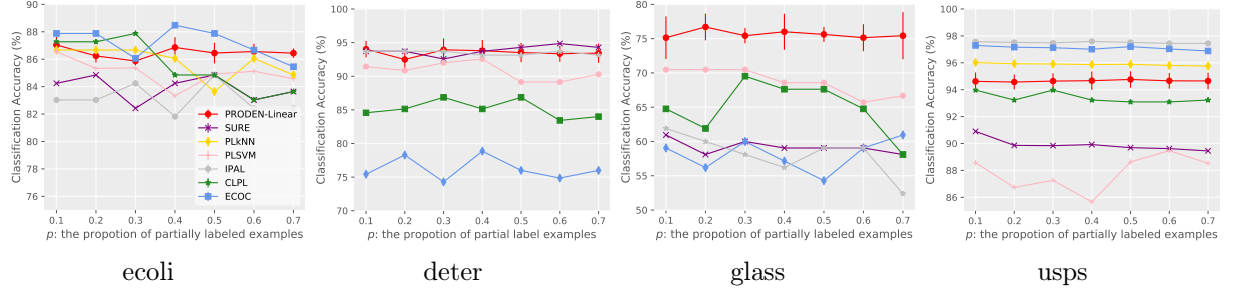 Classification Accuracy (%)
90
88
86
84
82
80
78
76
0.1 0.2 0.3 0.4 0.5 0.6 0.7
p: the propotion of partially labeled examples
PRODEN-Linear
SURE
PLkNN
PLSVM
IPAL
CLPL
ECOC
ecoli
Classification Accuracy (%)
100
95
90
85
80
75
70
0.1 0.2 0.3 0.4 0.5 0.6 0.7
p: the propotion of partial label examples
deter
Classification Accuracy (%)
80
75
70
65
60
55
50
0.1 0.2 0.3 0.4 0.5 0.6 0.7
p: the propotion of partially labeled examples
glass
Classification Accuracy (%)
100
98
96
94
92
90
88
86
0.1 0.2 0.3 0.4 0.5 0.6 0.7
p: the propotion of partially labeled examples
usps